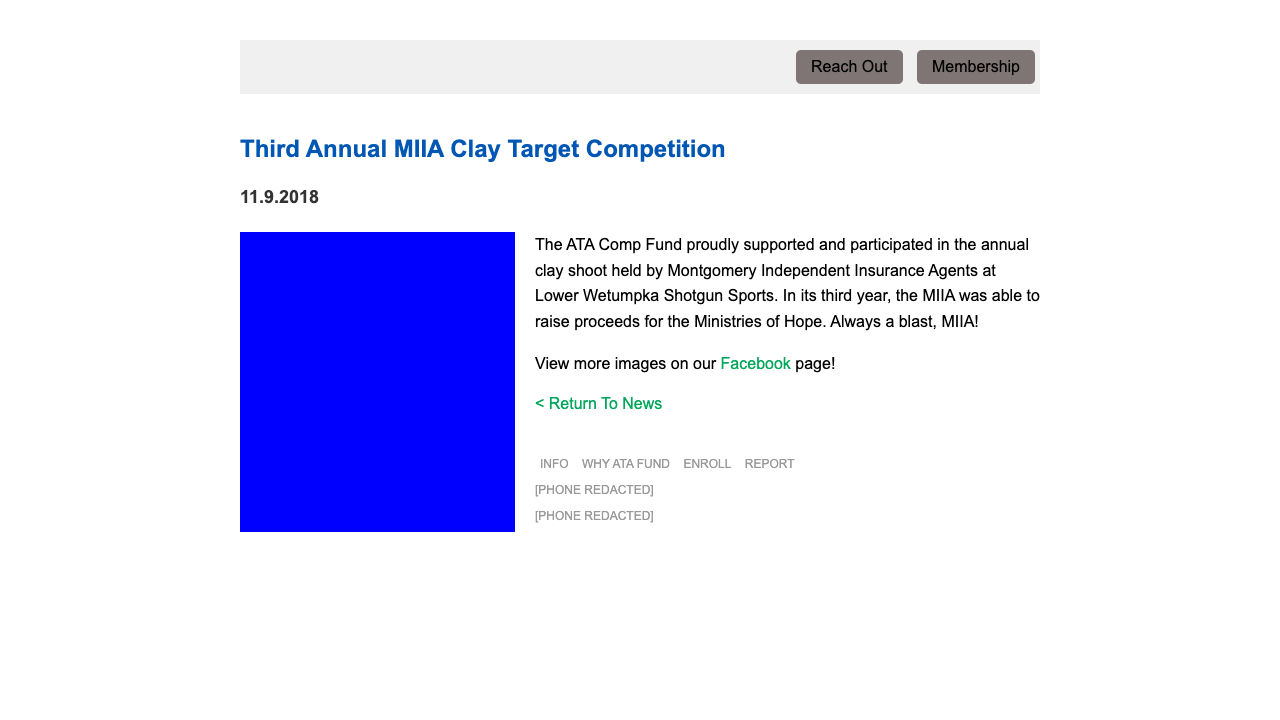 Reach Out Membership
Third Annual MIIA Clay Target Competition
11.9.2018
The ATA Comp Fund proudly supported and participated in the annual
clay shoot held by Montgomery Independent Insurance Agents at
Lower Wetumpka Shotgun Sports. In its third year, the MIIA was able to
raise proceeds for the Ministries of Hope. Always a blast, MIIA!
View more images on our Facebook page!
< Return To News
INFO WHY ATA FUND ENROLL REPORT
[PHONE REDACTED]
[PHONE REDACTED]